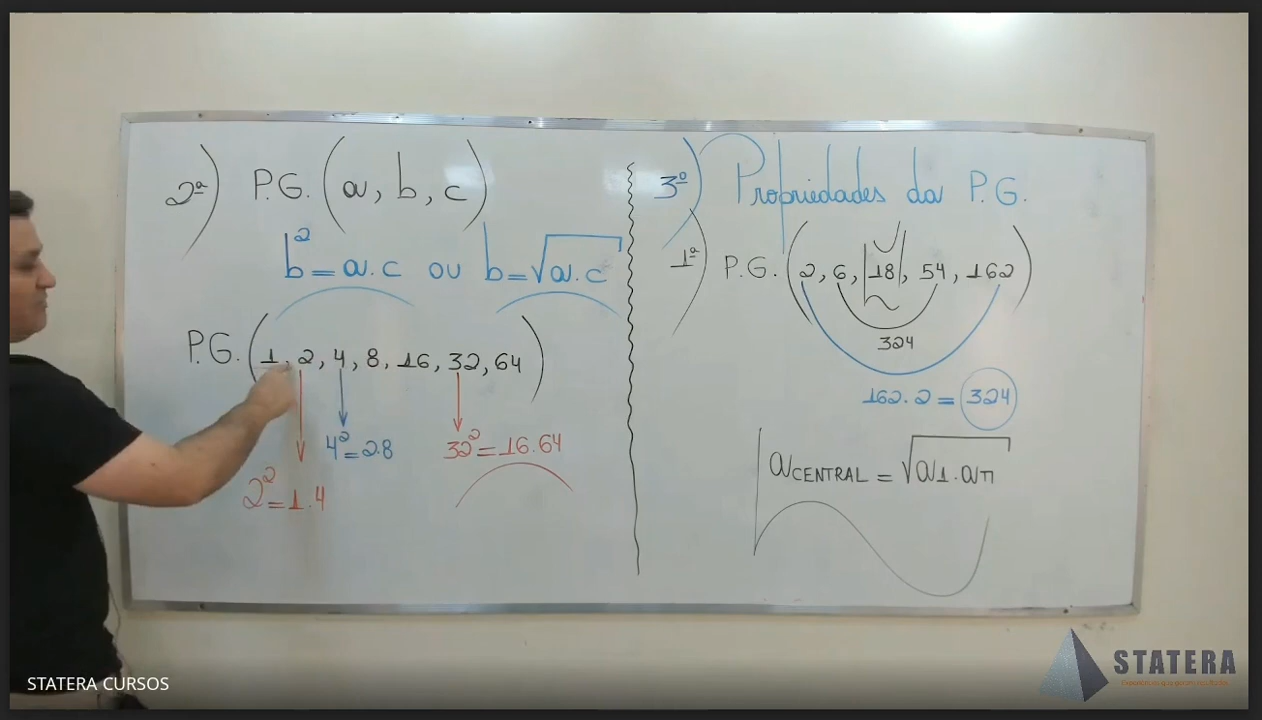 2ª) P.G. (a, b, c)
b² = a.c ou b = √a.c
P.G. (1, 2, 4, 8, 16, 32, 64)
4² = 2.8
32² = 16.64
2² = 1.4
3º) Propriedades da P.G.
1ª) P.G. (2, 6, 18, 54, 162)
324
162.2 = 324
aCENTRAL = √a1.an
STATERA CURSOS
STATERA